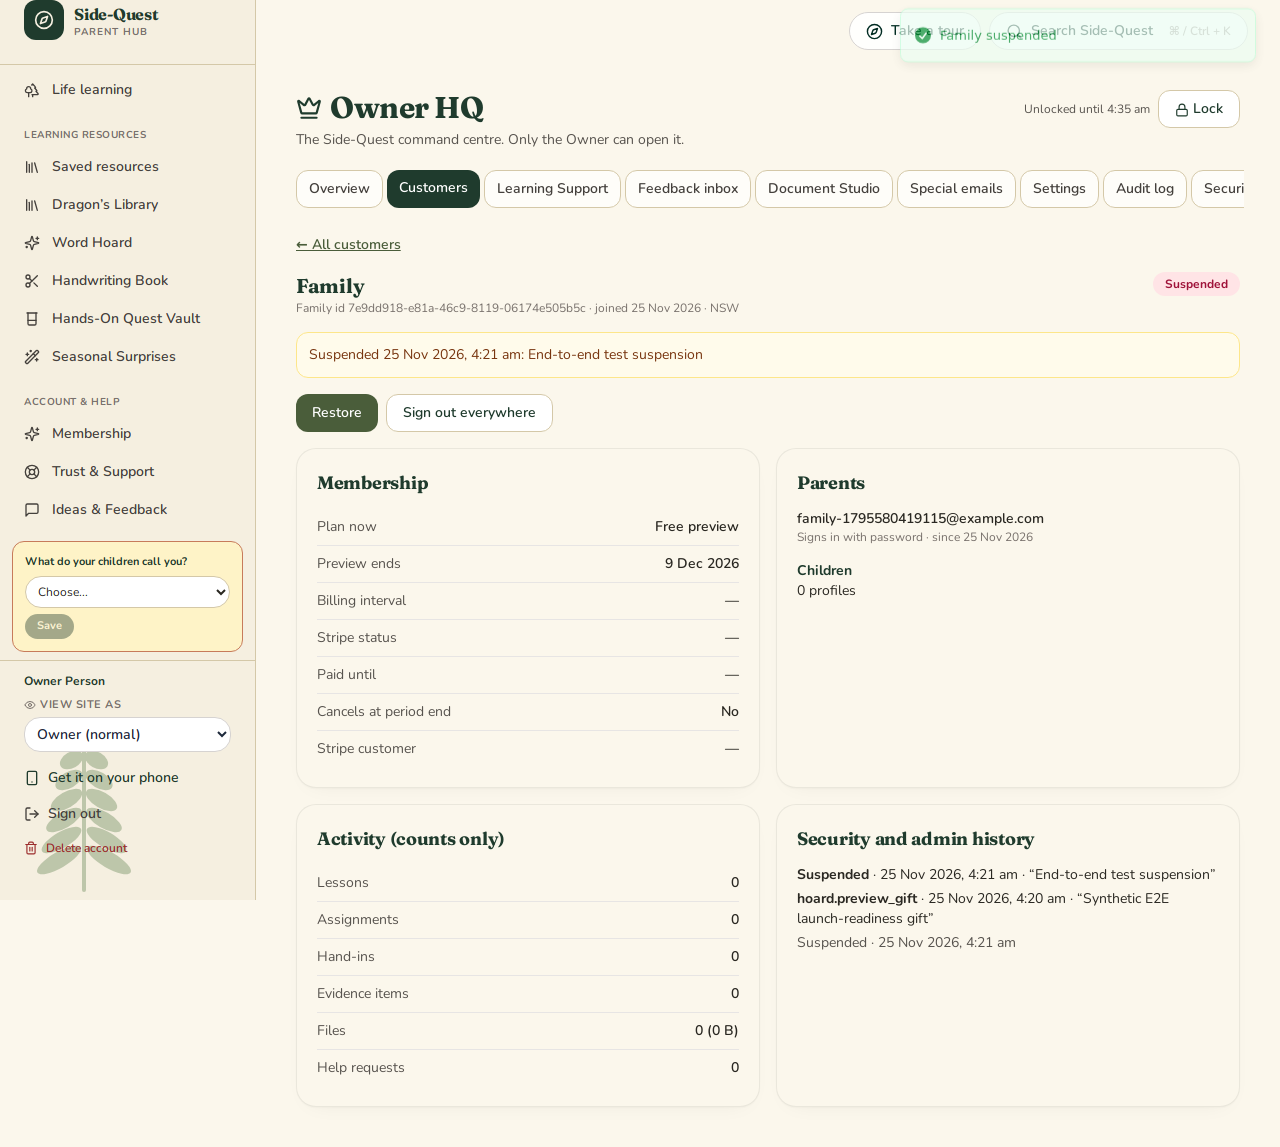 Side-Quest
PARENT HUB
Life learning
LEARNING RESOURCES
Saved resources
Dragon's Library
Word Hoard
Handwriting Book
Hands-On Quest Vault
Seasonal Surprises
ACCOUNT & HELP
Membership
Trust & Support
Ideas & Feedback
What do your children call you?
Choose...
Save
Owner Person
VIEW SITE AS
Owner (normal)
Get it on your phone
Sign out
Delete account
Take a tour
Search Side-Quest
⌘ / Ctrl + K
Family suspended
Owner HQ
The Side-Quest command centre. Only the Owner can open it.
Unlocked until 4:35 am
Lock
Overview
Customers
Learning Support
Feedback inbox
Document Studio
Special emails
Settings
Audit log
Securi
← All customers
Family
Family id 7e9dd918-e81a-46c9-8119-06174e505b5c · joined 25 Nov 2026 · NSW
Suspended
Suspended 25 Nov 2026, 4:21 am: End-to-end test suspension
Restore
Sign out everywhere
Membership
Plan now Free preview
Preview ends 9 Dec 2026
Billing interval —
Stripe status —
Paid until —
Cancels at period end No
Stripe customer —
Parents
family-1795580419115@example.com
Signs in with password · since 25 Nov 2026
Children
0 profiles
Activity (counts only)
Lessons 0
Assignments 0
Hand-ins 0
Evidence items 0
Files 0 (0 B)
Help requests 0
Security and admin history
Suspended · 25 Nov 2026, 4:21 am · “End-to-end test suspension”
hoard.preview_gift · 25 Nov 2026, 4:20 am · “Synthetic E2E
launch-readiness gift”
Suspended · 25 Nov 2026, 4:21 am